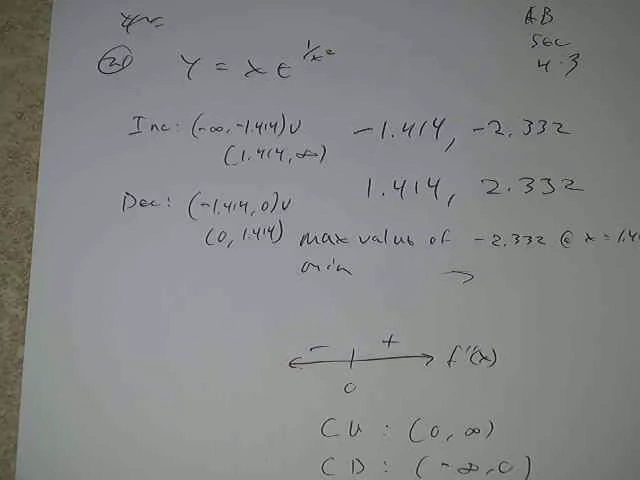 AB
Sec
4.3
20 Y = x e^1/x²
Inc: (-∞, -1.414) U
(1.414, ∞)
-1.414, -2.332
1.414, 2.332
Dec: (-1.414, 0) U
(0, 1.414)
max value of -2.332 @ x = 1.4
min
- +
0
f''(x)
CU: (0, ∞)
CD: (-∞, 0)